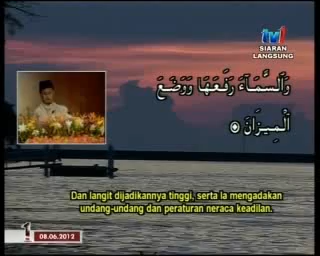 tv1
SIARAN
LANGSUNG
وَٱلسَّمَآءَ رَفَعَهَا وَوَضَعَ
ٱلْمِيزَانَ
Dan langit dijadikannya tinggi, serta Ia mengadakan
undang-undang dan peraturan neraca keadilan.
1
08.06.2012